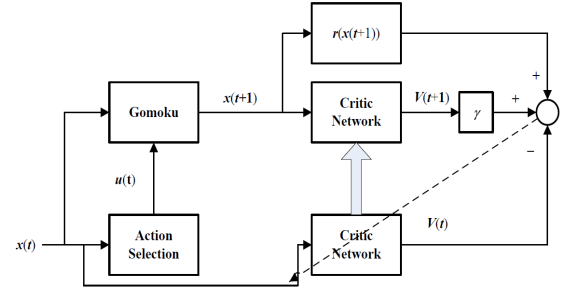 r(x(t+1))
x(t+1)
V(t+1)
+
Gomoku
Critic
Network
γ
+
−
u(t)
x(t)
Action
Selection
Critic
Network
V(t)